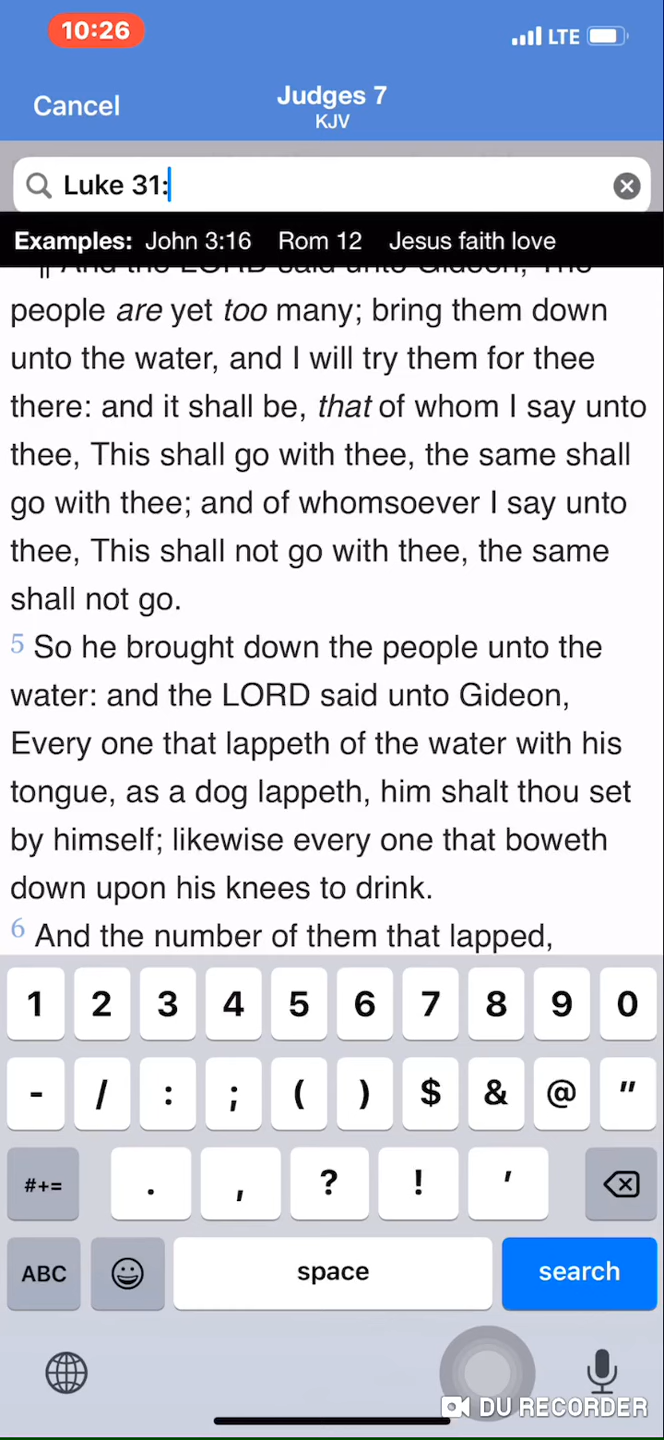 10:26
LTE
Cancel
Judges 7
KJV
Luke 31:
Examples: John 3:16 Rom 12 Jesus faith love
¶ And the LORD said unto Gideon, The
people are yet too many; bring them down
unto the water, and I will try them for thee
there: and it shall be, that of whom I say unto
thee, This shall go with thee, the same shall
go with thee; and of whomsoever I say unto
thee, This shall not go with thee, the same
shall not go.
5 So he brought down the people unto the
water: and the LORD said unto Gideon,
Every one that lappeth of the water with his
tongue, as a dog lappeth, him shalt thou set
by himself; likewise every one that boweth
down upon his knees to drink.
6 And the number of them that lapped,
1 2 3 4 5 6 7 8 9 0
- / : ; ( ) $ & @ "
#+= . , ? ! '
ABC space search
DU RECORDER